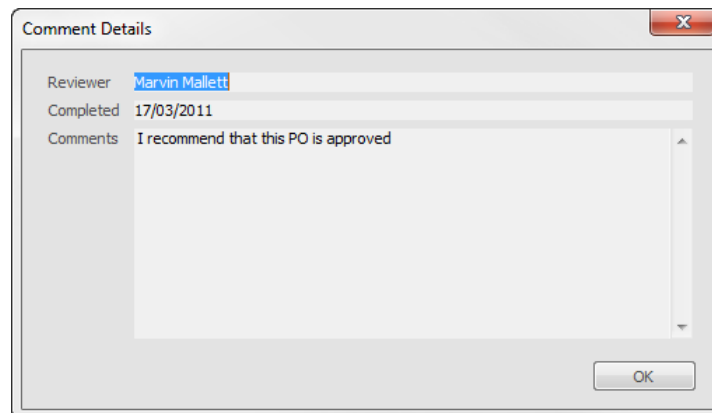 Comment Details
Reviewer Marvin Mallett
Completed 17/03/2011
Comments I recommend that this PO is approved
OK